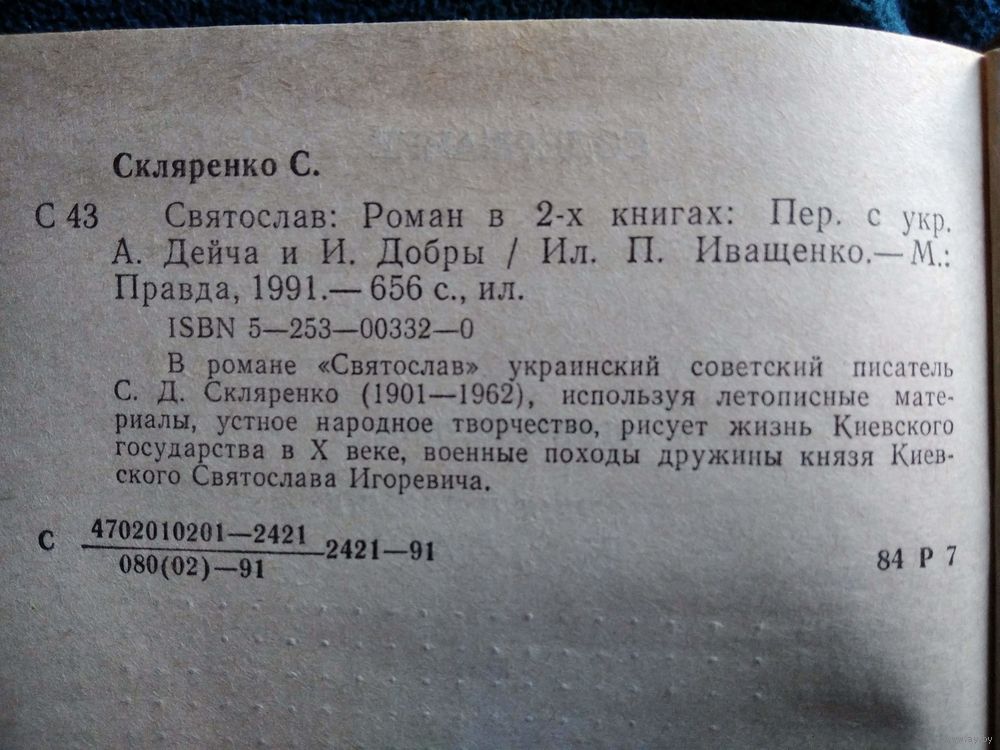 Скляренко С.
С 43 Святослав: Роман в 2-х книгах: Пер. с укр.
А. Дейча и И. Добры / Ил. П. Иващенко.— М.:
Правда, 1991.— 656 с., ил.
ISBN 5—253—00332—0
В романе «Святослав» украинский советский писатель
С. Д. Скляренко (1901—1962), используя летописные мате-
риалы, устное народное творчество, рисует жизнь Киевского
государства в X веке, военные походы дружины князя Киев-
ского Святослава Игоревича.
С 4702010201—2421
080(02)—91
2421—91
84 Р 7